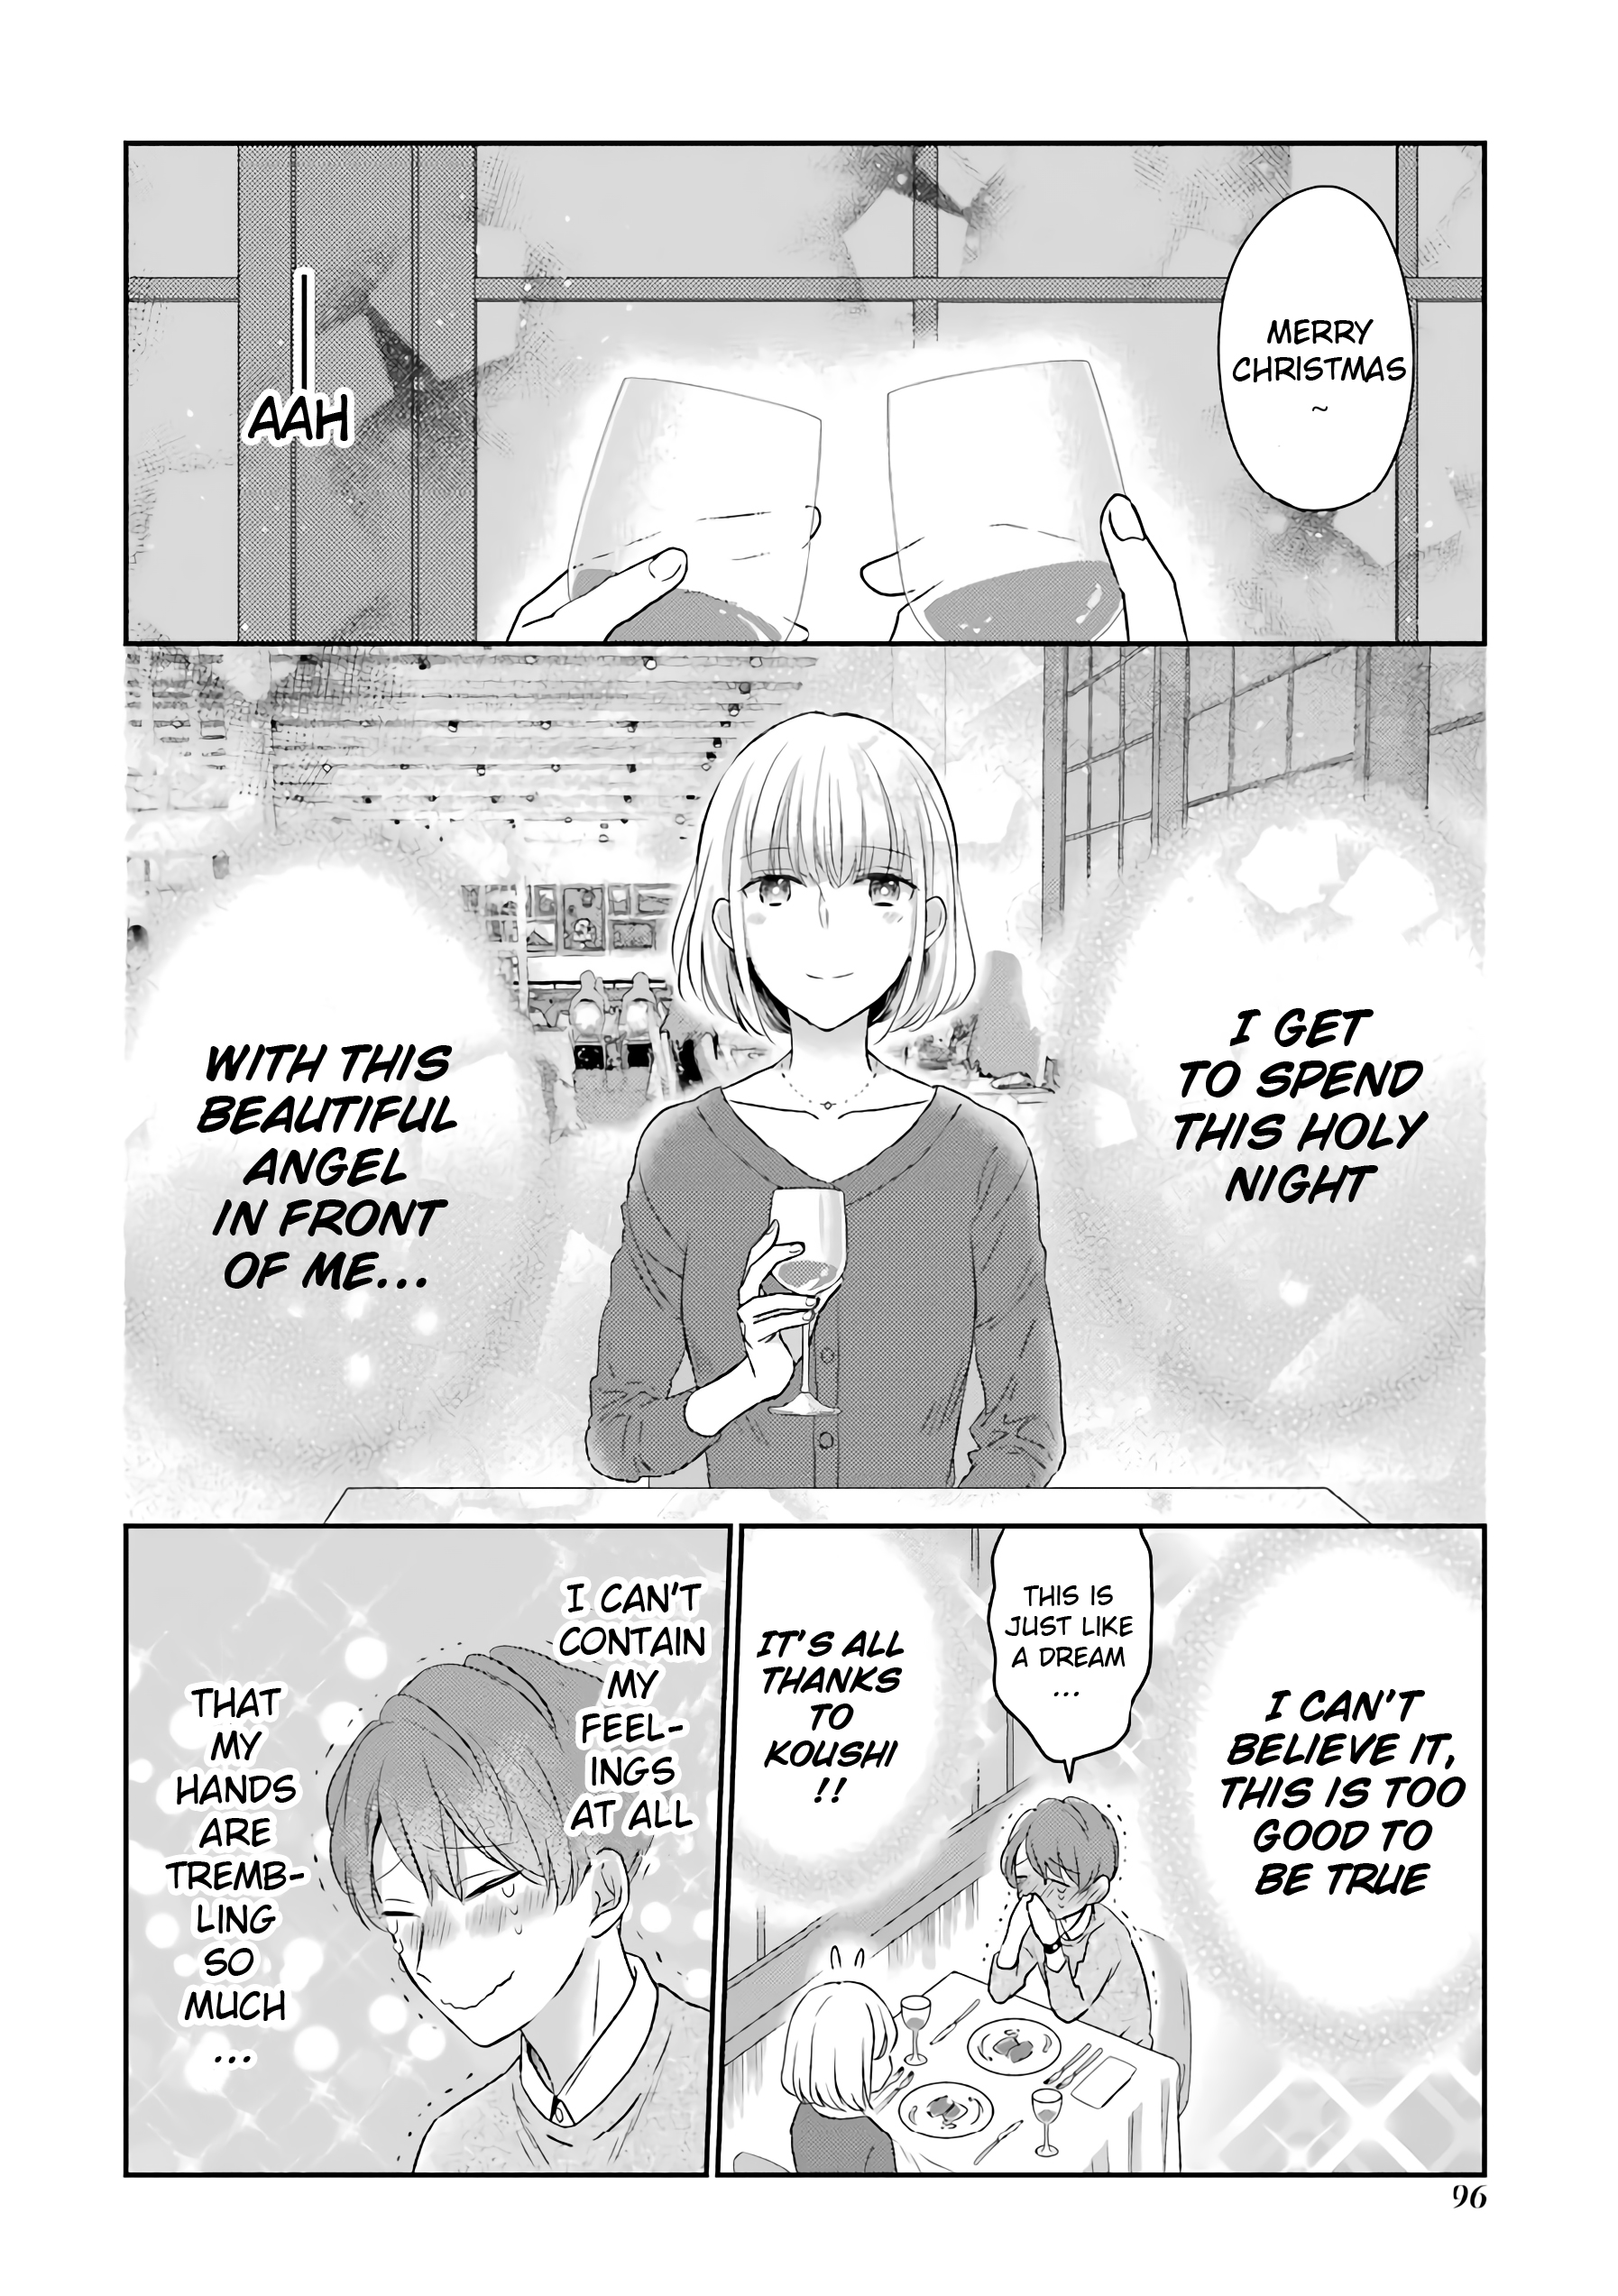 MERRY
CHRISTMAS
~
AAH
I GET
TO SPEND
THIS HOLY
NIGHT
WITH THIS
BEAUTIFUL
ANGEL
IN FRONT
OF ME...
I CAN'T
BELIEVE IT,
THIS IS TOO
GOOD TO
BE TRUE
THIS IS
JUST LIKE
A DREAM
...
IT'S ALL
THANKS
TO
KOUSHI
!!
I CAN'T
CONTAIN
MY
FEEL-
INGS
AT ALL
THAT
MY
HANDS
ARE
TREMB-
LING
SO
MUCH
...
96